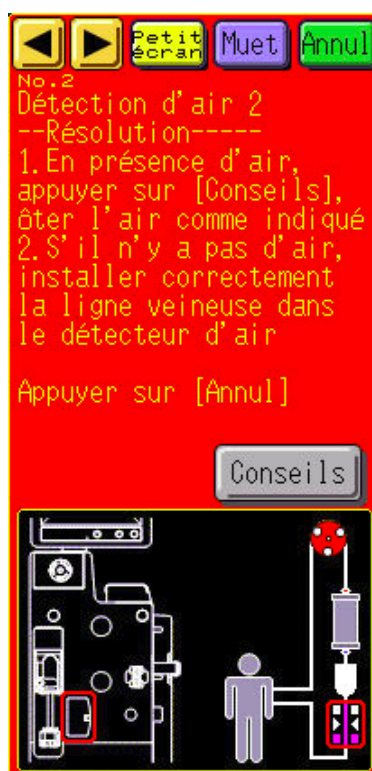 Petit écran
Muet
Annul
No.2
Détection d'air 2
--Résolution-----
1.En présence d'air,
appuyer sur [Conseils],
ôter l'air comme indiqué
2.S'il n'y a pas d'air,
installer correctement
la ligne veineuse dans
le détecteur d'air
Appuyer sur [Annul]
Conseils